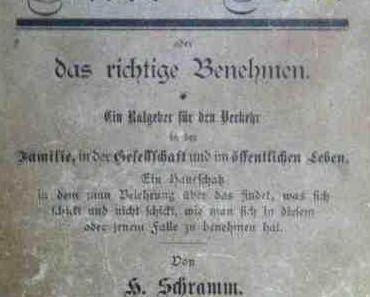 oder
das richtige Benehmen.
Ein Ratgeber für den Verkehr
in der
Familie, in der Gesellschaft und im öffentlichen Leben.
Ein Hausschatz
in dem zum Belehrung über das findet, was sich
schickt und nicht schickt, wie man sich in diesem
oder jenem Falle zu benehmen hat.
Von
H. Schramm.